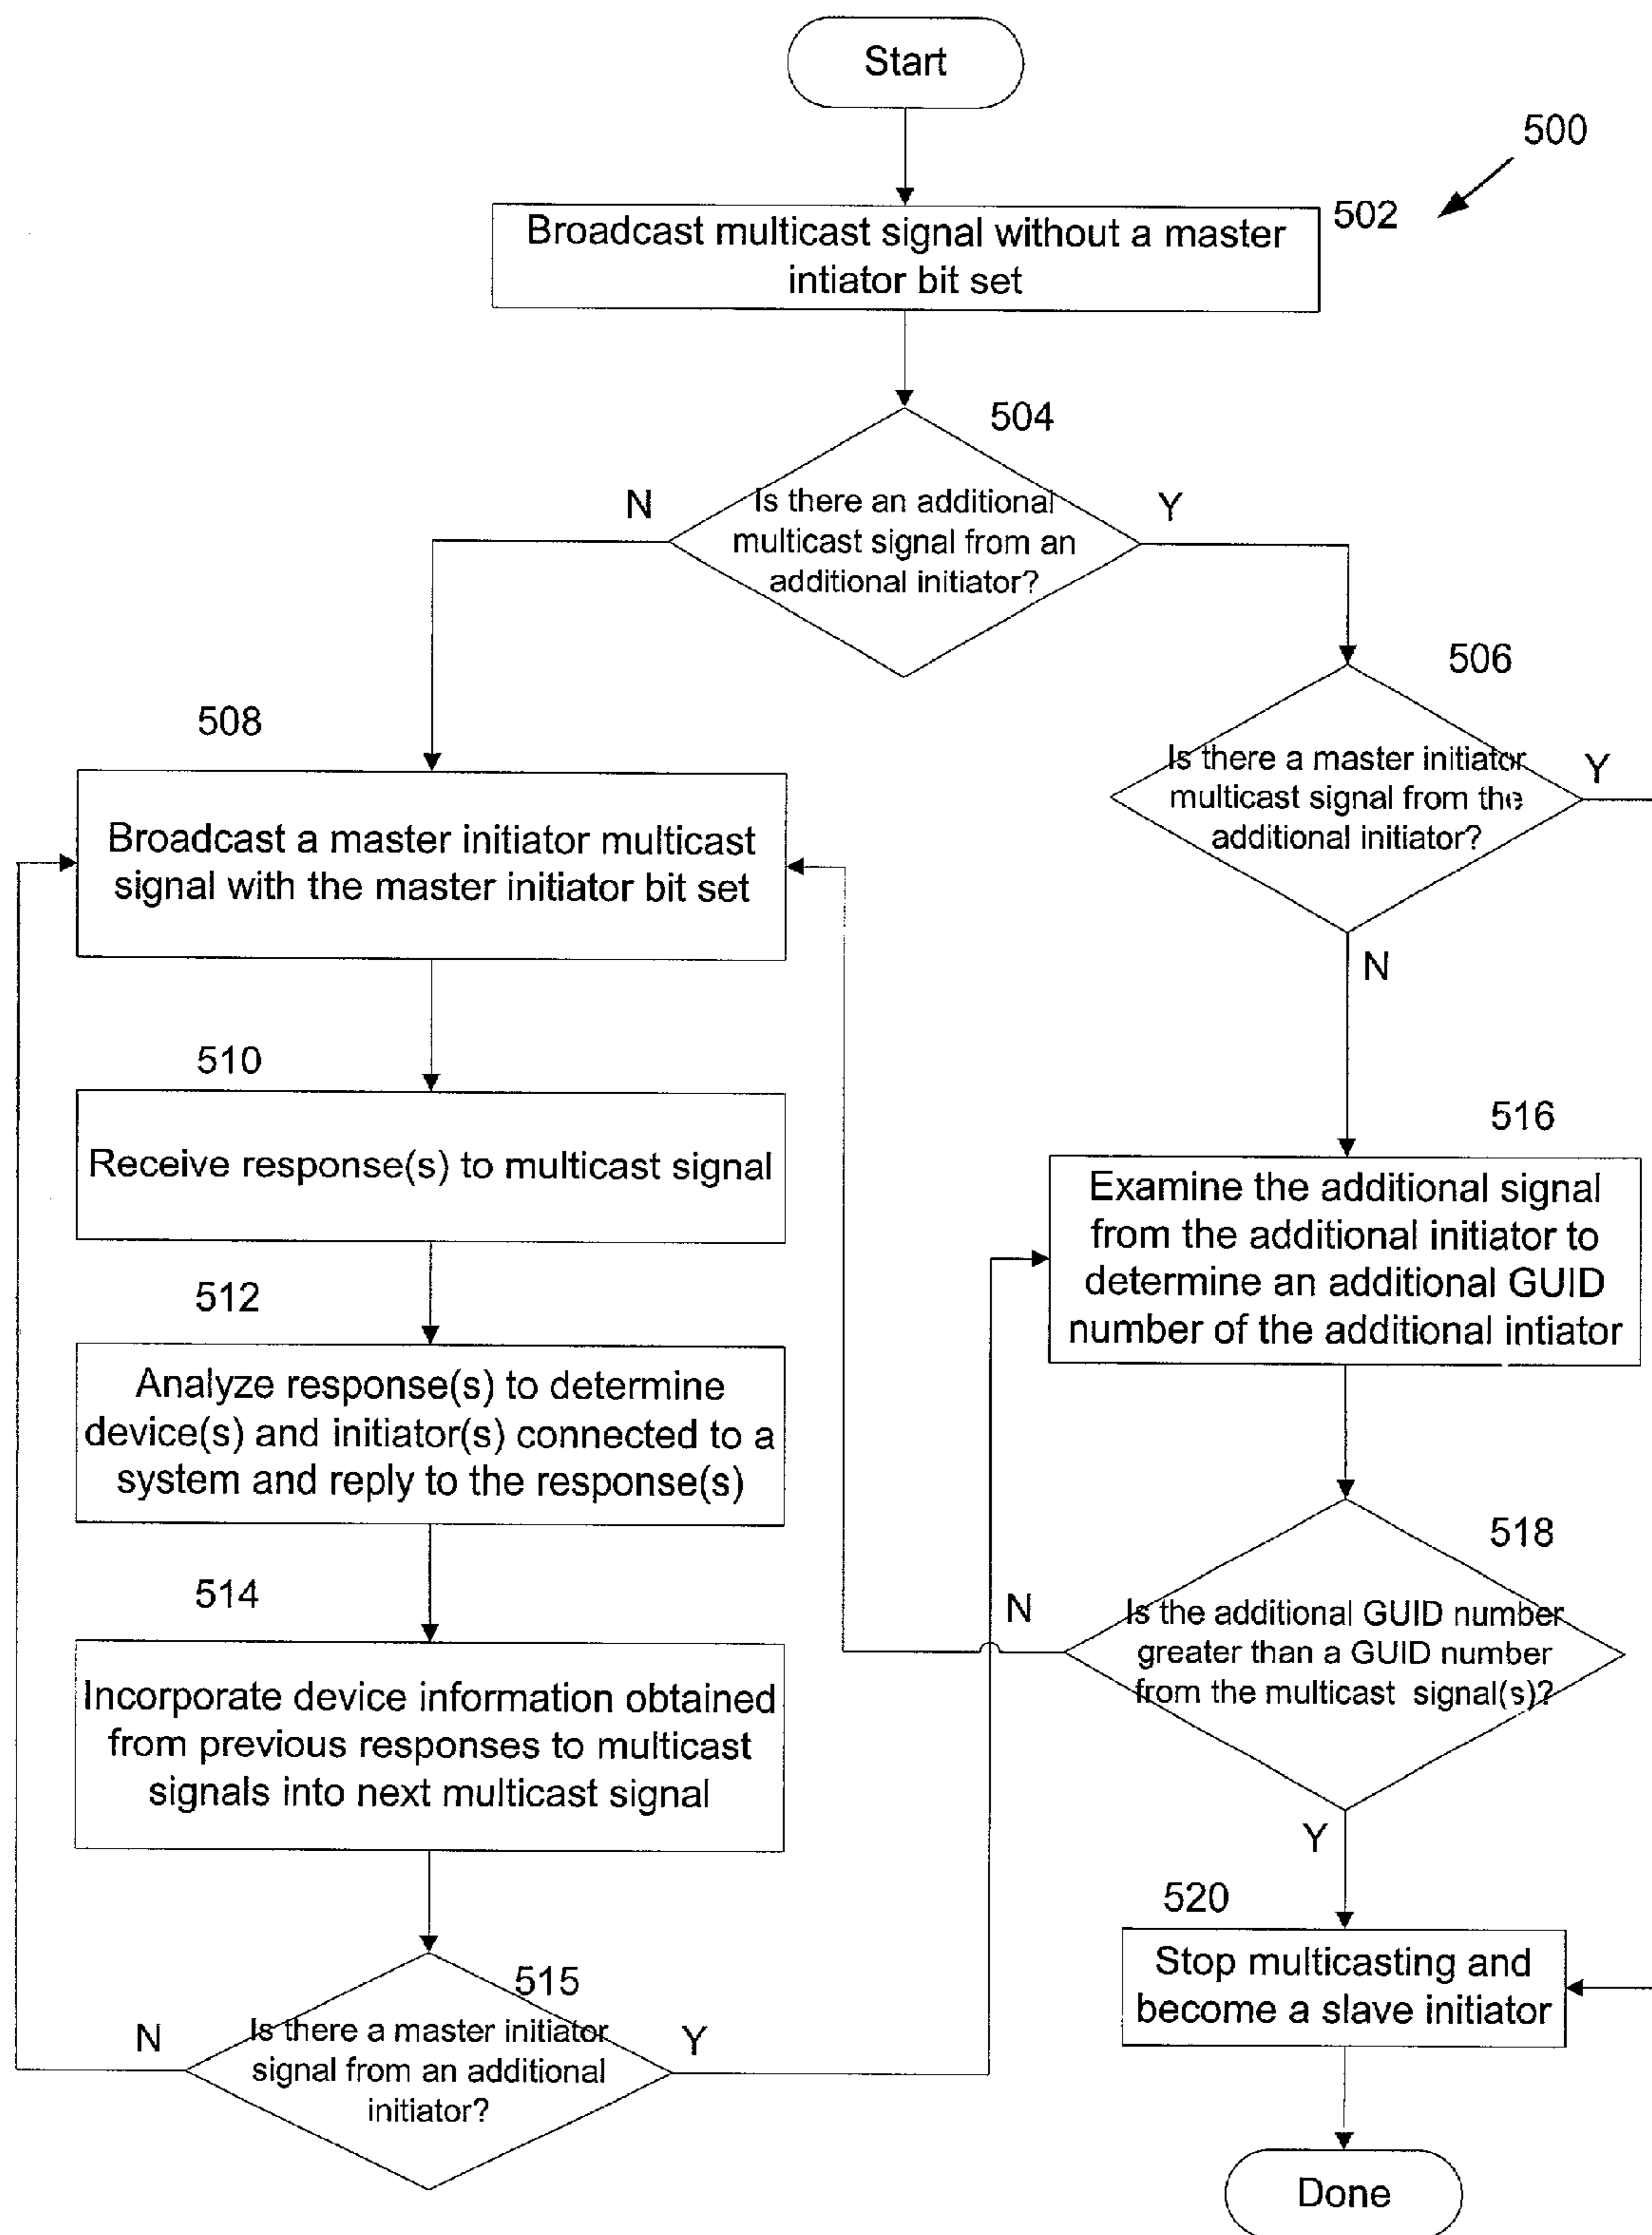 Start
500
502
Broadcast multicast signal without a master
intiator bit set
504
N
Y
Is there an additional
multicast signal from an
additional initiator?
506
508
Is there a master initiator
multicast signal from the
additional initiator?
Y
Broadcast a master initiator multicast
signal with the master initiator bit set
N
510
Receive response(s) to multicast signal
516
Examine the additional signal
from the additional initiator to
determine an additional GUID
number of the additional intiator
512
Analyze response(s) to determine
device(s) and initiator(s) connected to a
system and reply to the response(s)
518
514
N
Is the additional GUID number
greater than a GUID number
from the multicast signal(s)?
Incorporate device information obtained
from previous responses to multicast
signals into next multicast signal
Y
520
Stop multicasting and
become a slave initiator
515
N
Is there a master initiator
signal from an additional
initiator?
Y
Done